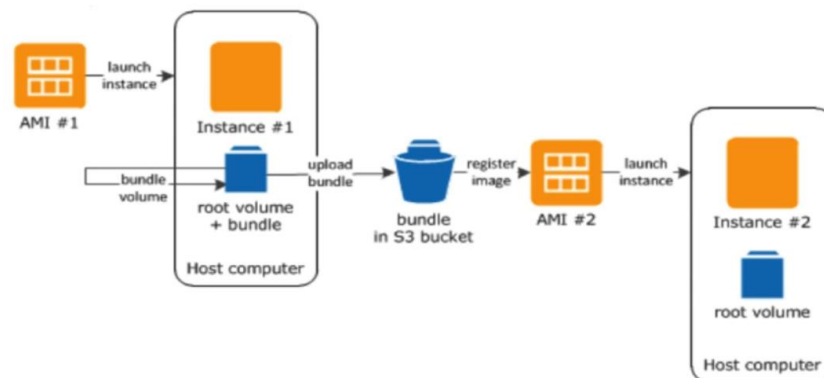 AMI #1
launch
instance
Instance #1
bundle
volume
root volume
+ bundle
Host computer
upload
bundle
bundle
in S3 bucket
register
image
AMI #2
launch
instance
Instance #2
root volume
Host computer